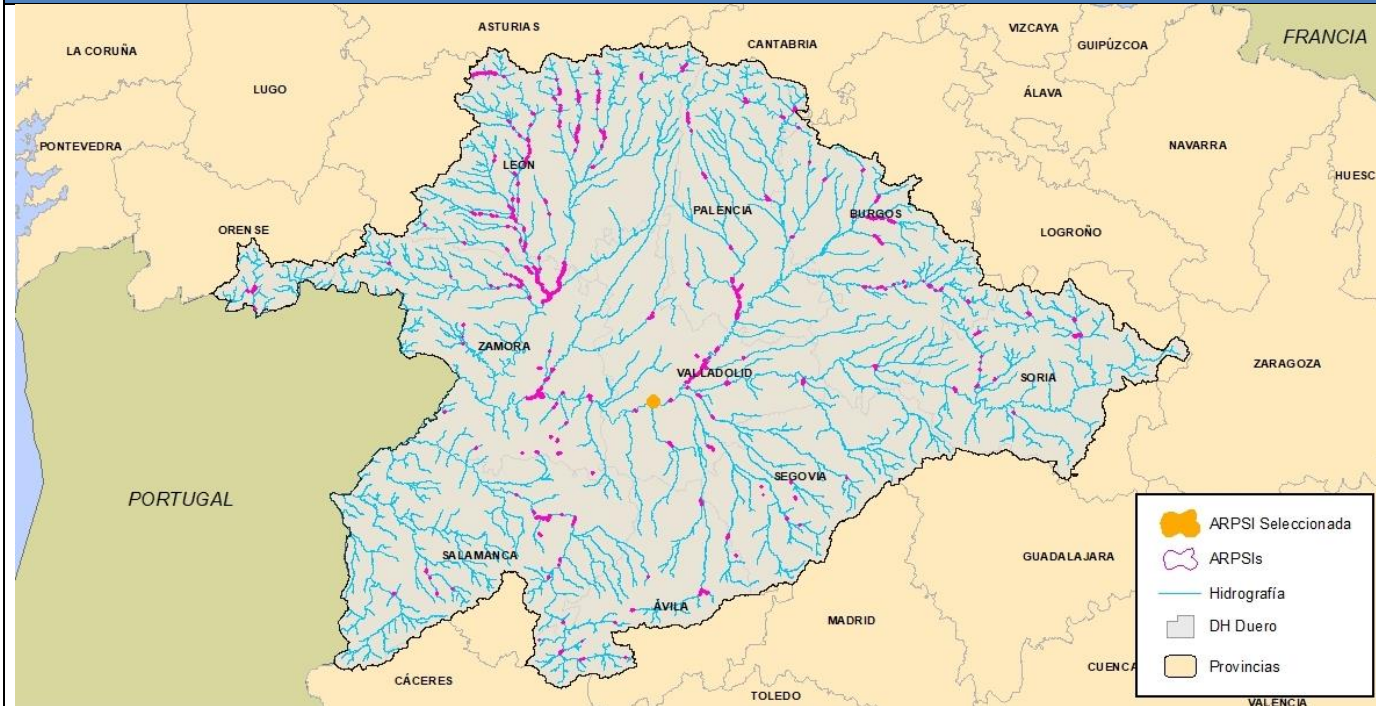 ASTURIAS
VIZCAYA
LA CORUÑA
CANTABRIA
GUIPÚZCOA
FRANCIA
LUGO
ÁLAVA
PONTEVEDRA
NAVARRA
LEÓN
HUESC
PALENCIA
BURGOS
ORENSE
LOGROÑO
ZAMORA
VALLADOLID
SORIA
ZARAGOZA
PORTUGAL
SEGOVIA
SALAMANCA
GUADALAJARA
ÁVILA
MADRID
CÁCERES
TOLEDO
CUENCA
VALENCIA
ARPSI Seleccionada
ARPSIs
Hidrografía
DH Duero
Provincias